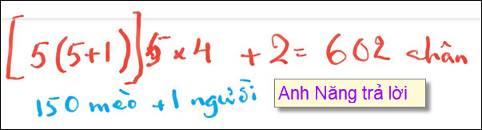 [5(5+1)]5 x 4 + 2 = 602 chân
150 mèo + 1 người
Anh Năng trả lời